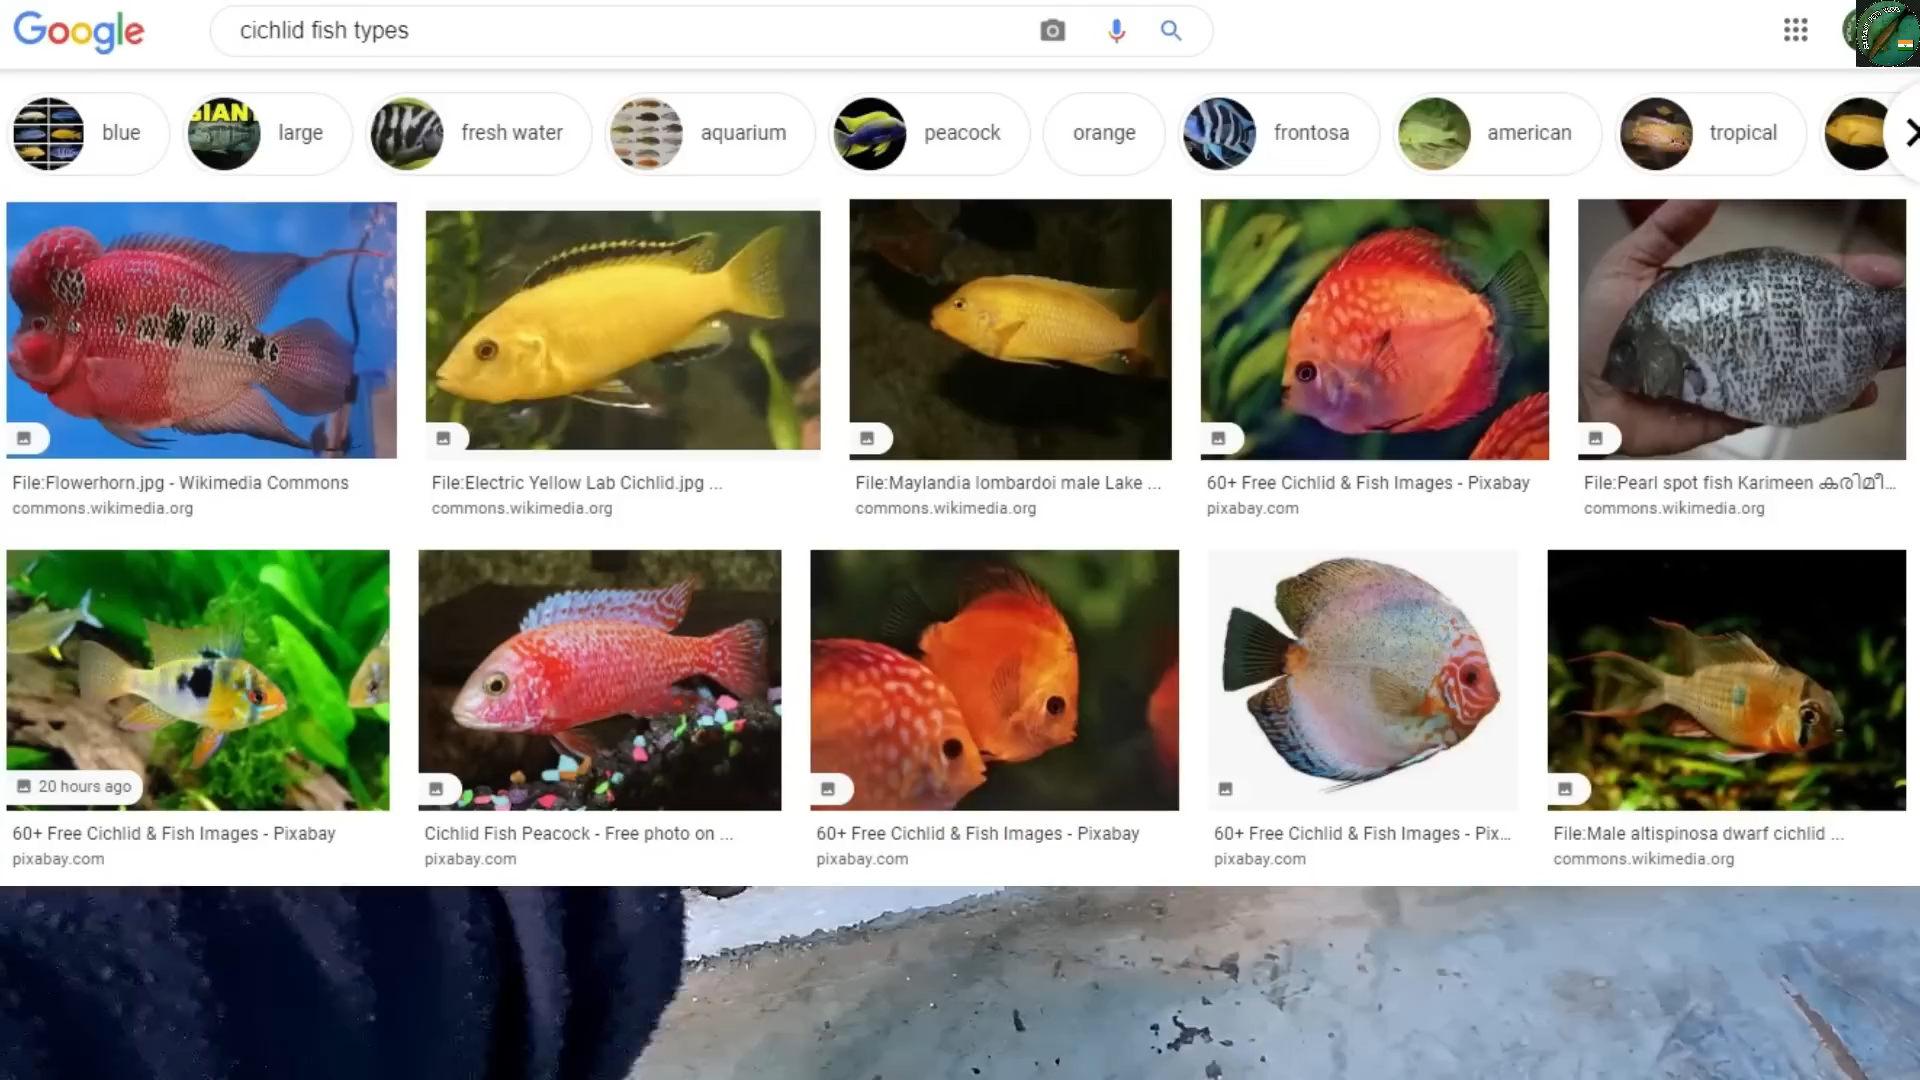 Google
cichlid fish types
blue
large
fresh water
aquarium
peacock
orange
frontosa
american
tropical
GIANT
File:Flowerhorn.jpg - Wikimedia Commons
commons.wikimedia.org
File:Electric Yellow Lab Cichlid.jpg ...
commons.wikimedia.org
File:Maylandia lombardoi male Lake ...
commons.wikimedia.org
60+ Free Cichlid & Fish Images - Pixabay
pixabay.com
File:Pearl spot fish Karimeen കരിമീ...
commons.wikimedia.org
20 hours ago
60+ Free Cichlid & Fish Images - Pixabay
pixabay.com
Cichlid Fish Peacock - Free photo on ...
pixabay.com
60+ Free Cichlid & Fish Images - Pixabay
pixabay.com
60+ Free Cichlid & Fish Images - Pix...
pixabay.com
File:Male altispinosa dwarf cichlid ...
commons.wikimedia.org